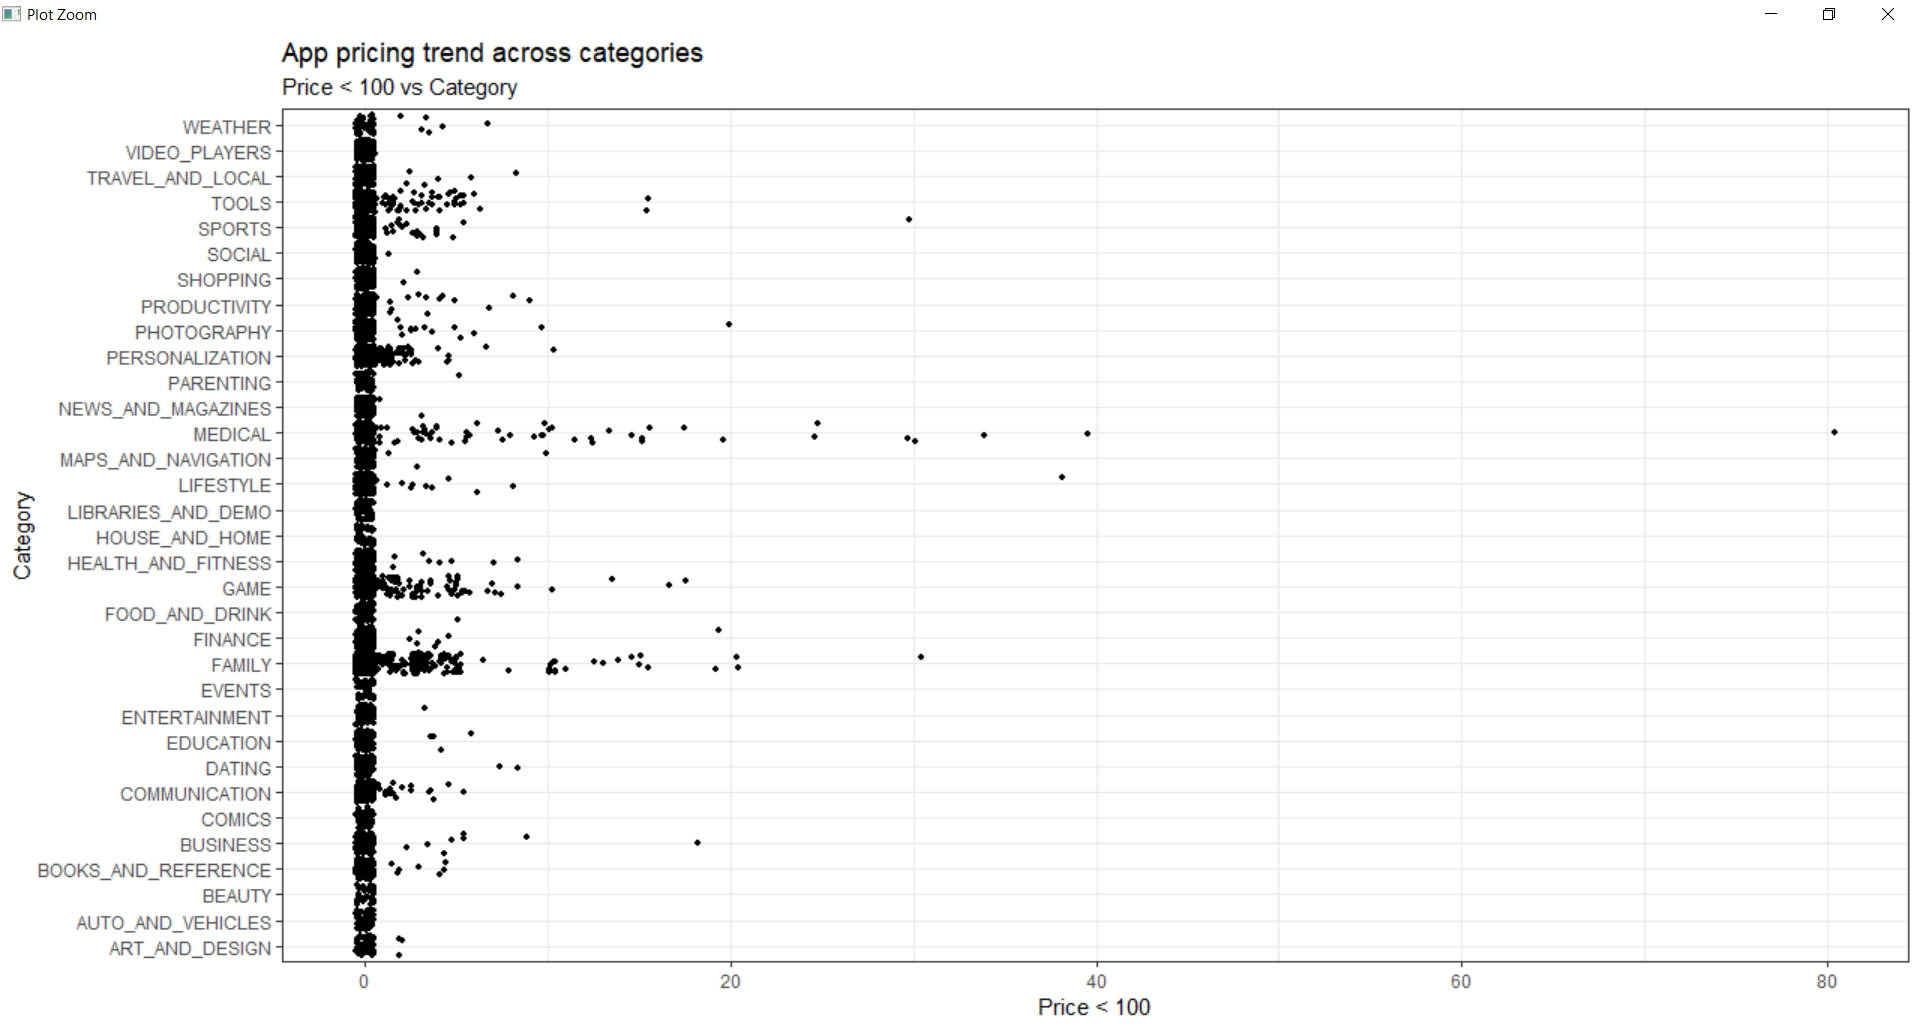 Plot Zoom
App pricing trend across categories
Price < 100 vs Category
WEATHER
VIDEO_PLAYERS
TRAVEL_AND_LOCAL
TOOLS
SPORTS
SOCIAL
SHOPPING
PRODUCTIVITY
PHOTOGRAPHY
PERSONALIZATION
PARENTING
NEWS_AND_MAGAZINES
MEDICAL
MAPS_AND_NAVIGATION
LIFESTYLE
LIBRARIES_AND_DEMO
HOUSE_AND_HOME
HEALTH_AND_FITNESS
GAME
FOOD_AND_DRINK
FINANCE
FAMILY
EVENTS
ENTERTAINMENT
EDUCATION
DATING
COMMUNICATION
COMICS
BUSINESS
BOOKS_AND_REFERENCE
BEAUTY
AUTO_AND_VEHICLES
ART_AND_DESIGN
Category
0 20 40 60 80
Price < 100